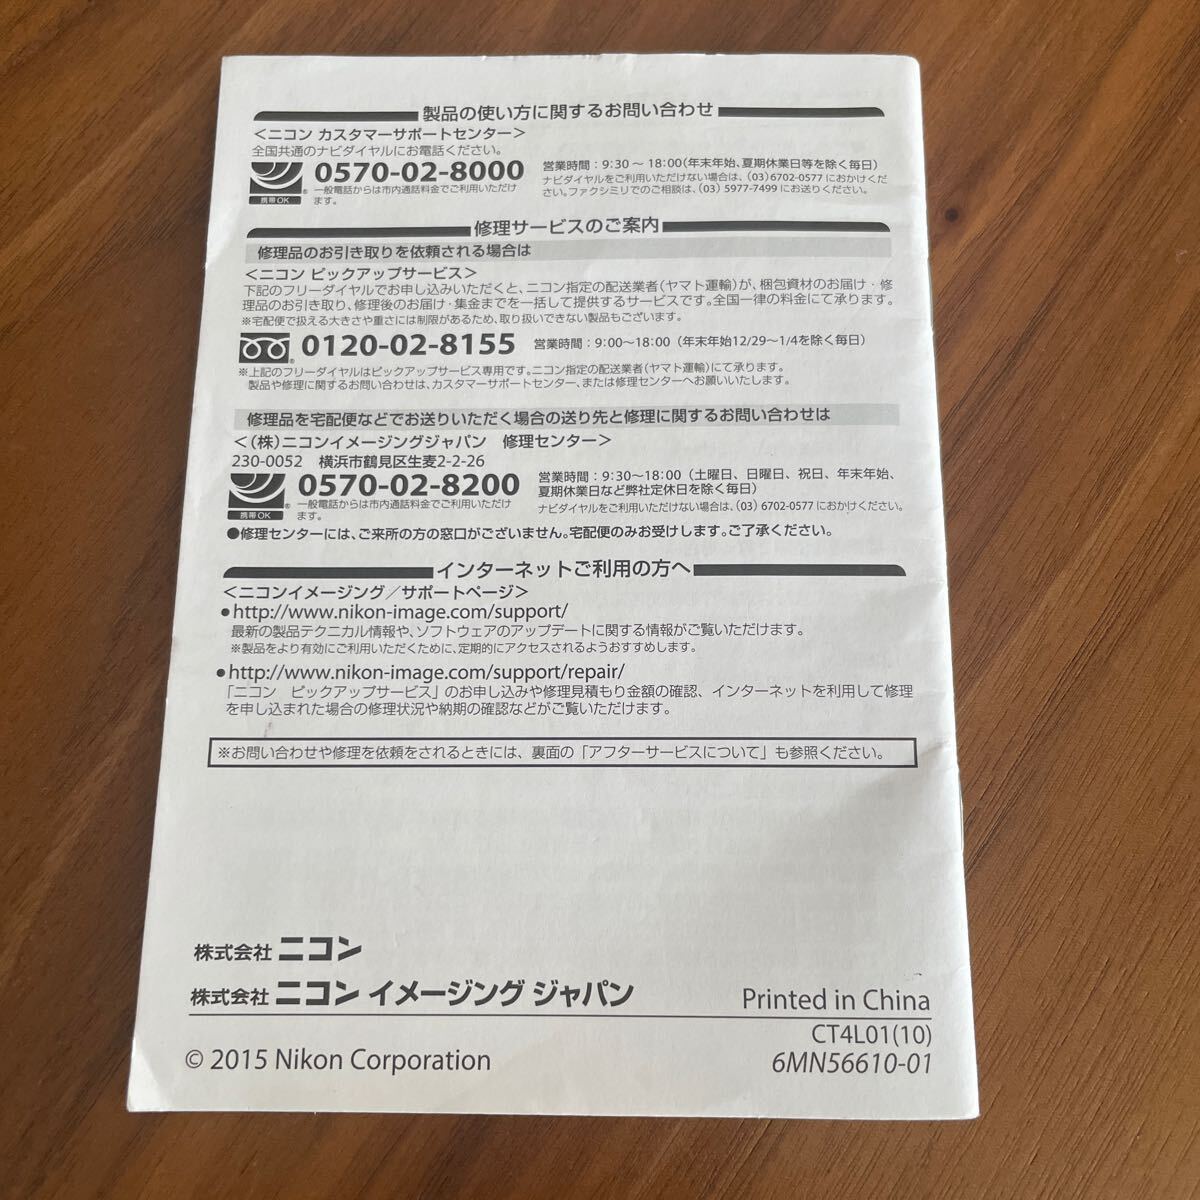 製品の使い方に関するお問い合わせ
<ニコン カスタマーサポートセンター>
全国共通のナビダイヤルにお電話ください。
携帯OK
0570-02-8000
一般電話からは市内通話料金でご利用いただけ
ます。
営業時間：9:30～18:00(年末年始、夏期休業日等を除く毎日)
ナビダイヤルをご利用いただけない場合は、(03)6702-0577 におかけくだ
さい。ファクシミリでのご相談は、(03) 5977-7499 にお送りください。
修理サービスのご案内
修理品のお引き取りを依頼される場合は
<ニコン ピックアップサービス>
下記のフリーダイヤルでお申し込みいただくと、ニコン指定の配送業者(ヤマト運輸)が、梱包資材のお届け・修
理品のお引き取り、修理後のお届け・集金までを一括して提供するサービスです。全国一律の料金にて承ります。
※宅配便で扱える大きさや重さには制限があるため、取り扱いできない製品もございます。
0120-02-8155
営業時間：9:00～18:00（年末年始12/29～1/4を除く毎日）
※上記のフリーダイヤルはピックアップサービス専用です。ニコン指定の配送業者(ヤマト運輸)にて承ります。
製品や修理に関するお問い合わせは、カスタマーサポートセンター、または修理センターへお願いいたします。
修理品を宅配便などでお送りいただく場合の送り先と修理に関するお問い合わせは
<(株)ニコンイメージングジャパン　修理センター>
230-0052　横浜市鶴見区生麦2-2-26
携帯OK
0570-02-8200
一般電話からは市内通話料金でご利用いただけ
ます。
営業時間：9:30～18:00（土曜日、日曜日、祝日、年末年始、
夏期休業日など弊社定休日を除く毎日）
ナビダイヤルをご利用いただけない場合は、(03) 6702-0577 におかけください。
●修理センターには、ご来所の方の窓口がございません。宅配便のみお受けします。ご了承ください。
インターネットご利用の方へ
<ニコンイメージング／サポートページ>
●http://www.nikon-image.com/support/
最新の製品テクニカル情報や、ソフトウェアのアップデートに関する情報がご覧いただけます。
※製品をより有効にご利用いただくために、定期的にアクセスされるようおすすめします。
●http://www.nikon-image.com/support/repair/
「ニコン　ピックアップサービス」のお申し込みや修理見積もり金額の確認、インターネットを利用して修理
を申し込まれた場合の修理状況や納期の確認などがご覧いただけます。
※お問い合わせや修理を依頼をされるときには、裏面の「アフターサービスについて」も参照ください。
株式会社 ニコン
株式会社 ニコン イメージング ジャパン
Printed in China
CT4L01(10)
© 2015 Nikon Corporation
6MN56610-01